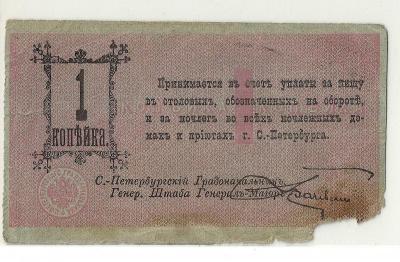 1
КОПѢЙКА.
Принимается въ счетъ уплаты за пищу
въ столовыхъ, обозначенныхъ на оборотѣ,
и за ночлегъ во всѣхъ ночлежныхъ до-
махъ и пріютахъ г. С.-Петербурга.
С.-Петербургскій Градоначальникъ,
Генер. Штаба Генералъ-Маіоръ